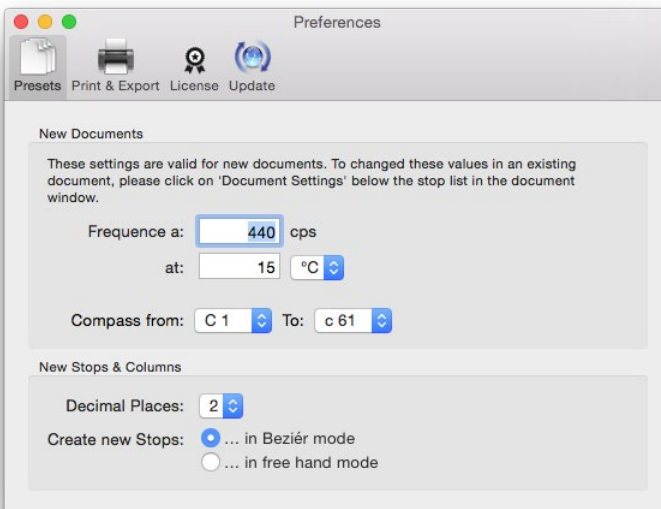 Preferences
Presets Print & Export License Update
New Documents
These settings are valid for new documents. To changed these values in an existing
document, please click on 'Document Settings' below the stop list in the document
window.
Frequence a: 440 cps
at: 15 °C
Compass from: C 1 To: c 61
New Stops & Columns
Decimal Places: 2
Create new Stops: ... in Beziér mode
... in free hand mode